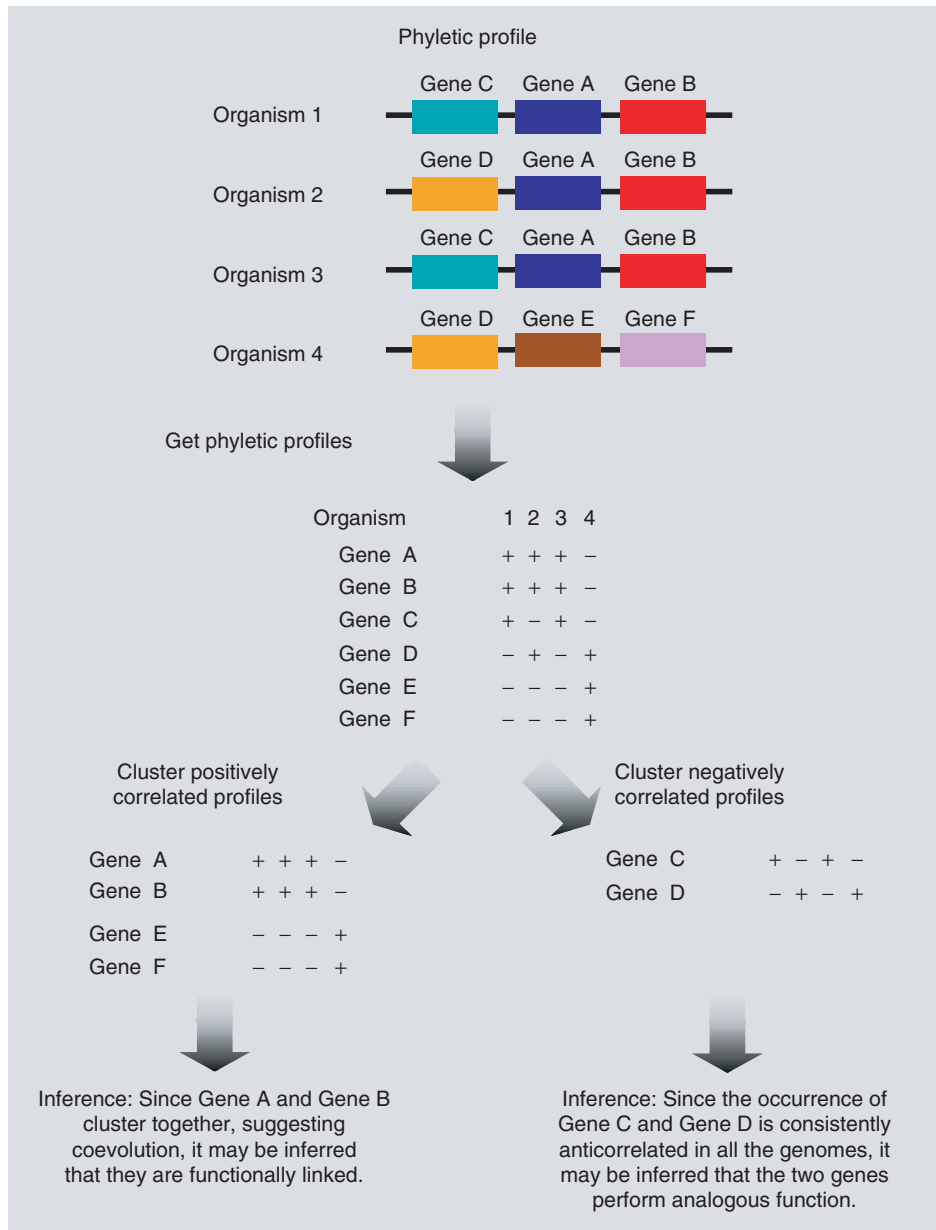 Phyletic profile
Gene C Gene A Gene B
Organism 1
Gene D Gene A Gene B
Organism 2
Gene C Gene A Gene B
Organism 3
Gene D Gene E Gene F
Organism 4
Get phyletic profiles
Organism 1 2 3 4
Gene A + + + −
Gene B + + + −
Gene C + − + −
Gene D − + − +
Gene E − − − +
Gene F − − − +
Cluster positively
correlated profiles
Gene A + + + −
Gene B + + + −
Gene E − − − +
Gene F − − − +
Inference: Since Gene A and Gene B
cluster together, suggesting
coevolution, it may be inferred
that they are functionally linked.
Cluster negatively
correlated profiles
Gene C + − + −
Gene D − + − +
Inference: Since the occurrence of
Gene C and Gene D is consistently
anticorrelated in all the genomes, it
may be inferred that the two genes
perform analogous function.